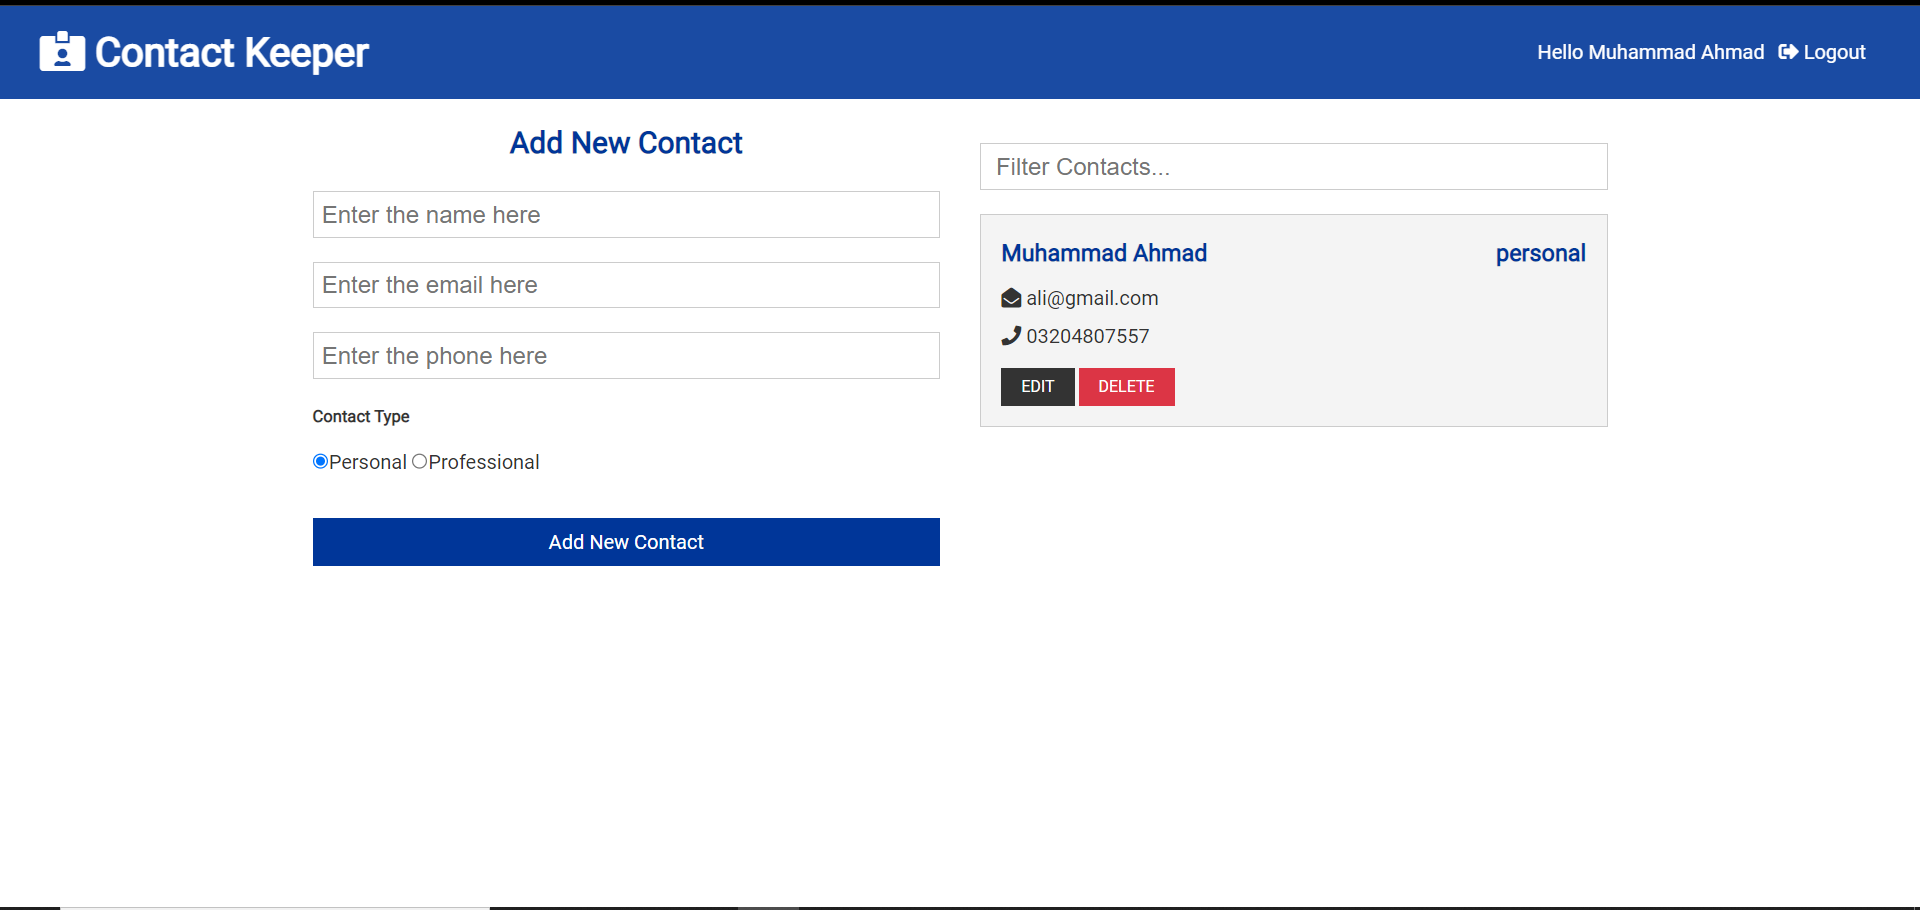 Contact Keeper
Hello Muhammad Ahmad Logout
Add New Contact
Enter the name here
Enter the email here
Enter the phone here
Contact Type
Personal Professional
Add New Contact
Filter Contacts...
Muhammad Ahmad personal
ali@gmail.com
03204807557
EDIT DELETE